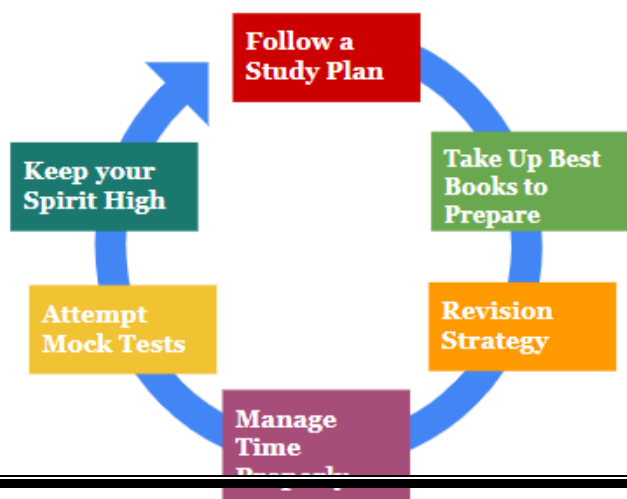 Follow a
Study Plan
Take Up Best
Books to
Prepare
Revision
Strategy
Manage
Time
Properly
Attempt
Mock Tests
Keep your
Spirit High